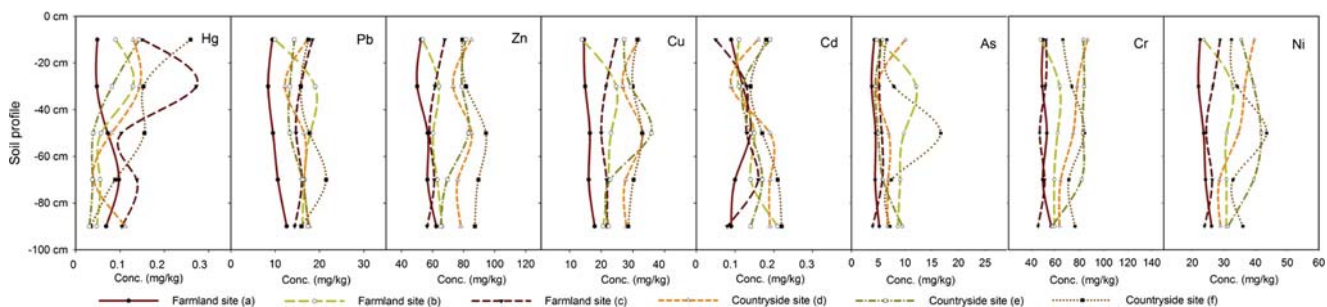 0 cm
Hg Pb Zn Cu Cd As Cr Ni
-20 cm
-40 cm
Soil profile
-60 cm
-80 cm
-100 cm
0 0.1 0.3 0 10 20 30 40 60 80 100 120 0 10 20 30 40 50 0 0.1 0.2 0.3 0 5 10 15 20 25 40 60 80 100 120 140 20 30 40 50 60
Conc. (mg/kg) Conc. (mg/kg) Conc. (mg/kg) Conc. (mg/kg) Conc. (mg/kg) Conc. (mg/kg) Conc. (mg/kg) Conc. (mg/kg)
Farmland site (a) Farmland site (b) Farmland site (c) Countryside site (d) Countryside site (e) Countryside site (f)